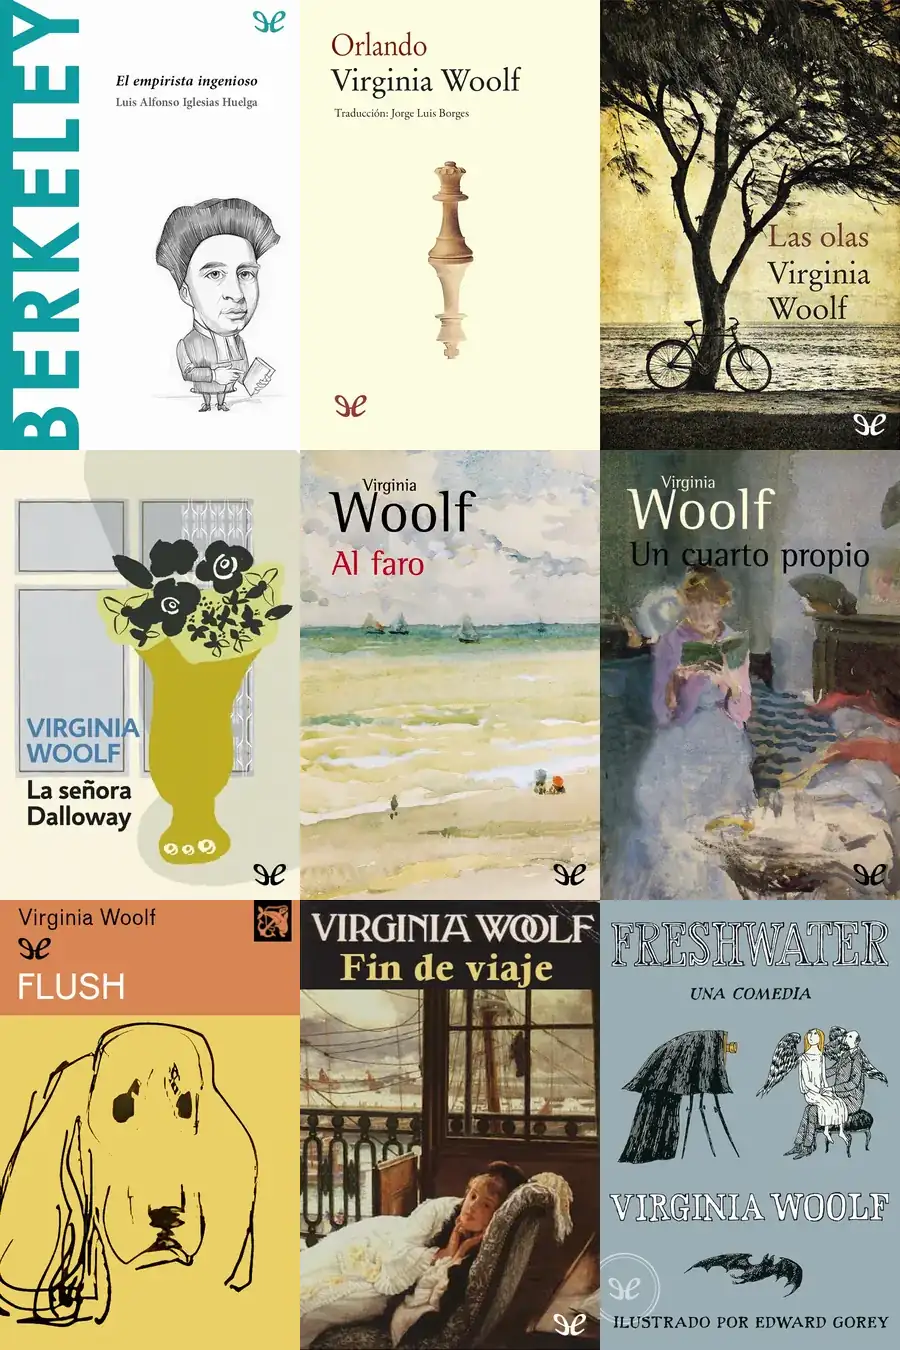 BERKELEY
El empirista ingenioso
Luis Alfonso Iglesias Huelga
Orlando
Virginia Woolf
Traducción: Jorge Luis Borges
Las olas
Virginia
Woolf
VIRGINIA
WOOLF
La señora
Dalloway
Virginia
Woolf
Al faro
Virginia
Woolf
Un cuarto propio
Virginia Woolf
FLUSH
VIRGINIA WOOLF
Fin de viaje
FRESHWATER
UNA COMEDIA
VIRGINIA WOOLF
ILUSTRADO POR EDWARD GOREY